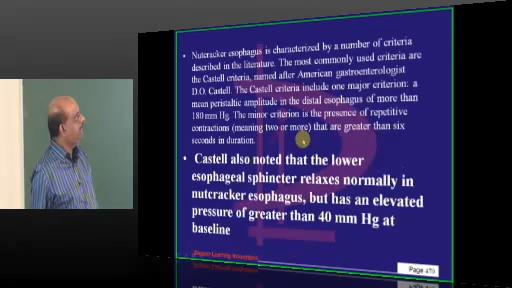 • Nutcracker esophagus is characterized by a number of criteria
described in the literature. The most commonly used criteria are
the Castell criteria, named after American gastroenterologist
D.O. Castell. The Castell criteria include one major criterion: a
mean peristaltic amplitude in the distal esophagus of more than
180 mm Hg. The minor criterion is the presence of repetitive
contractions (meaning two or more) that are greater than six
seconds in duration.
• Castell also noted that the lower
esophageal sphincter relaxes normally in
nutcracker esophagus, but has an elevated
pressure of greater than 40 mm Hg at
baseline
Page 479